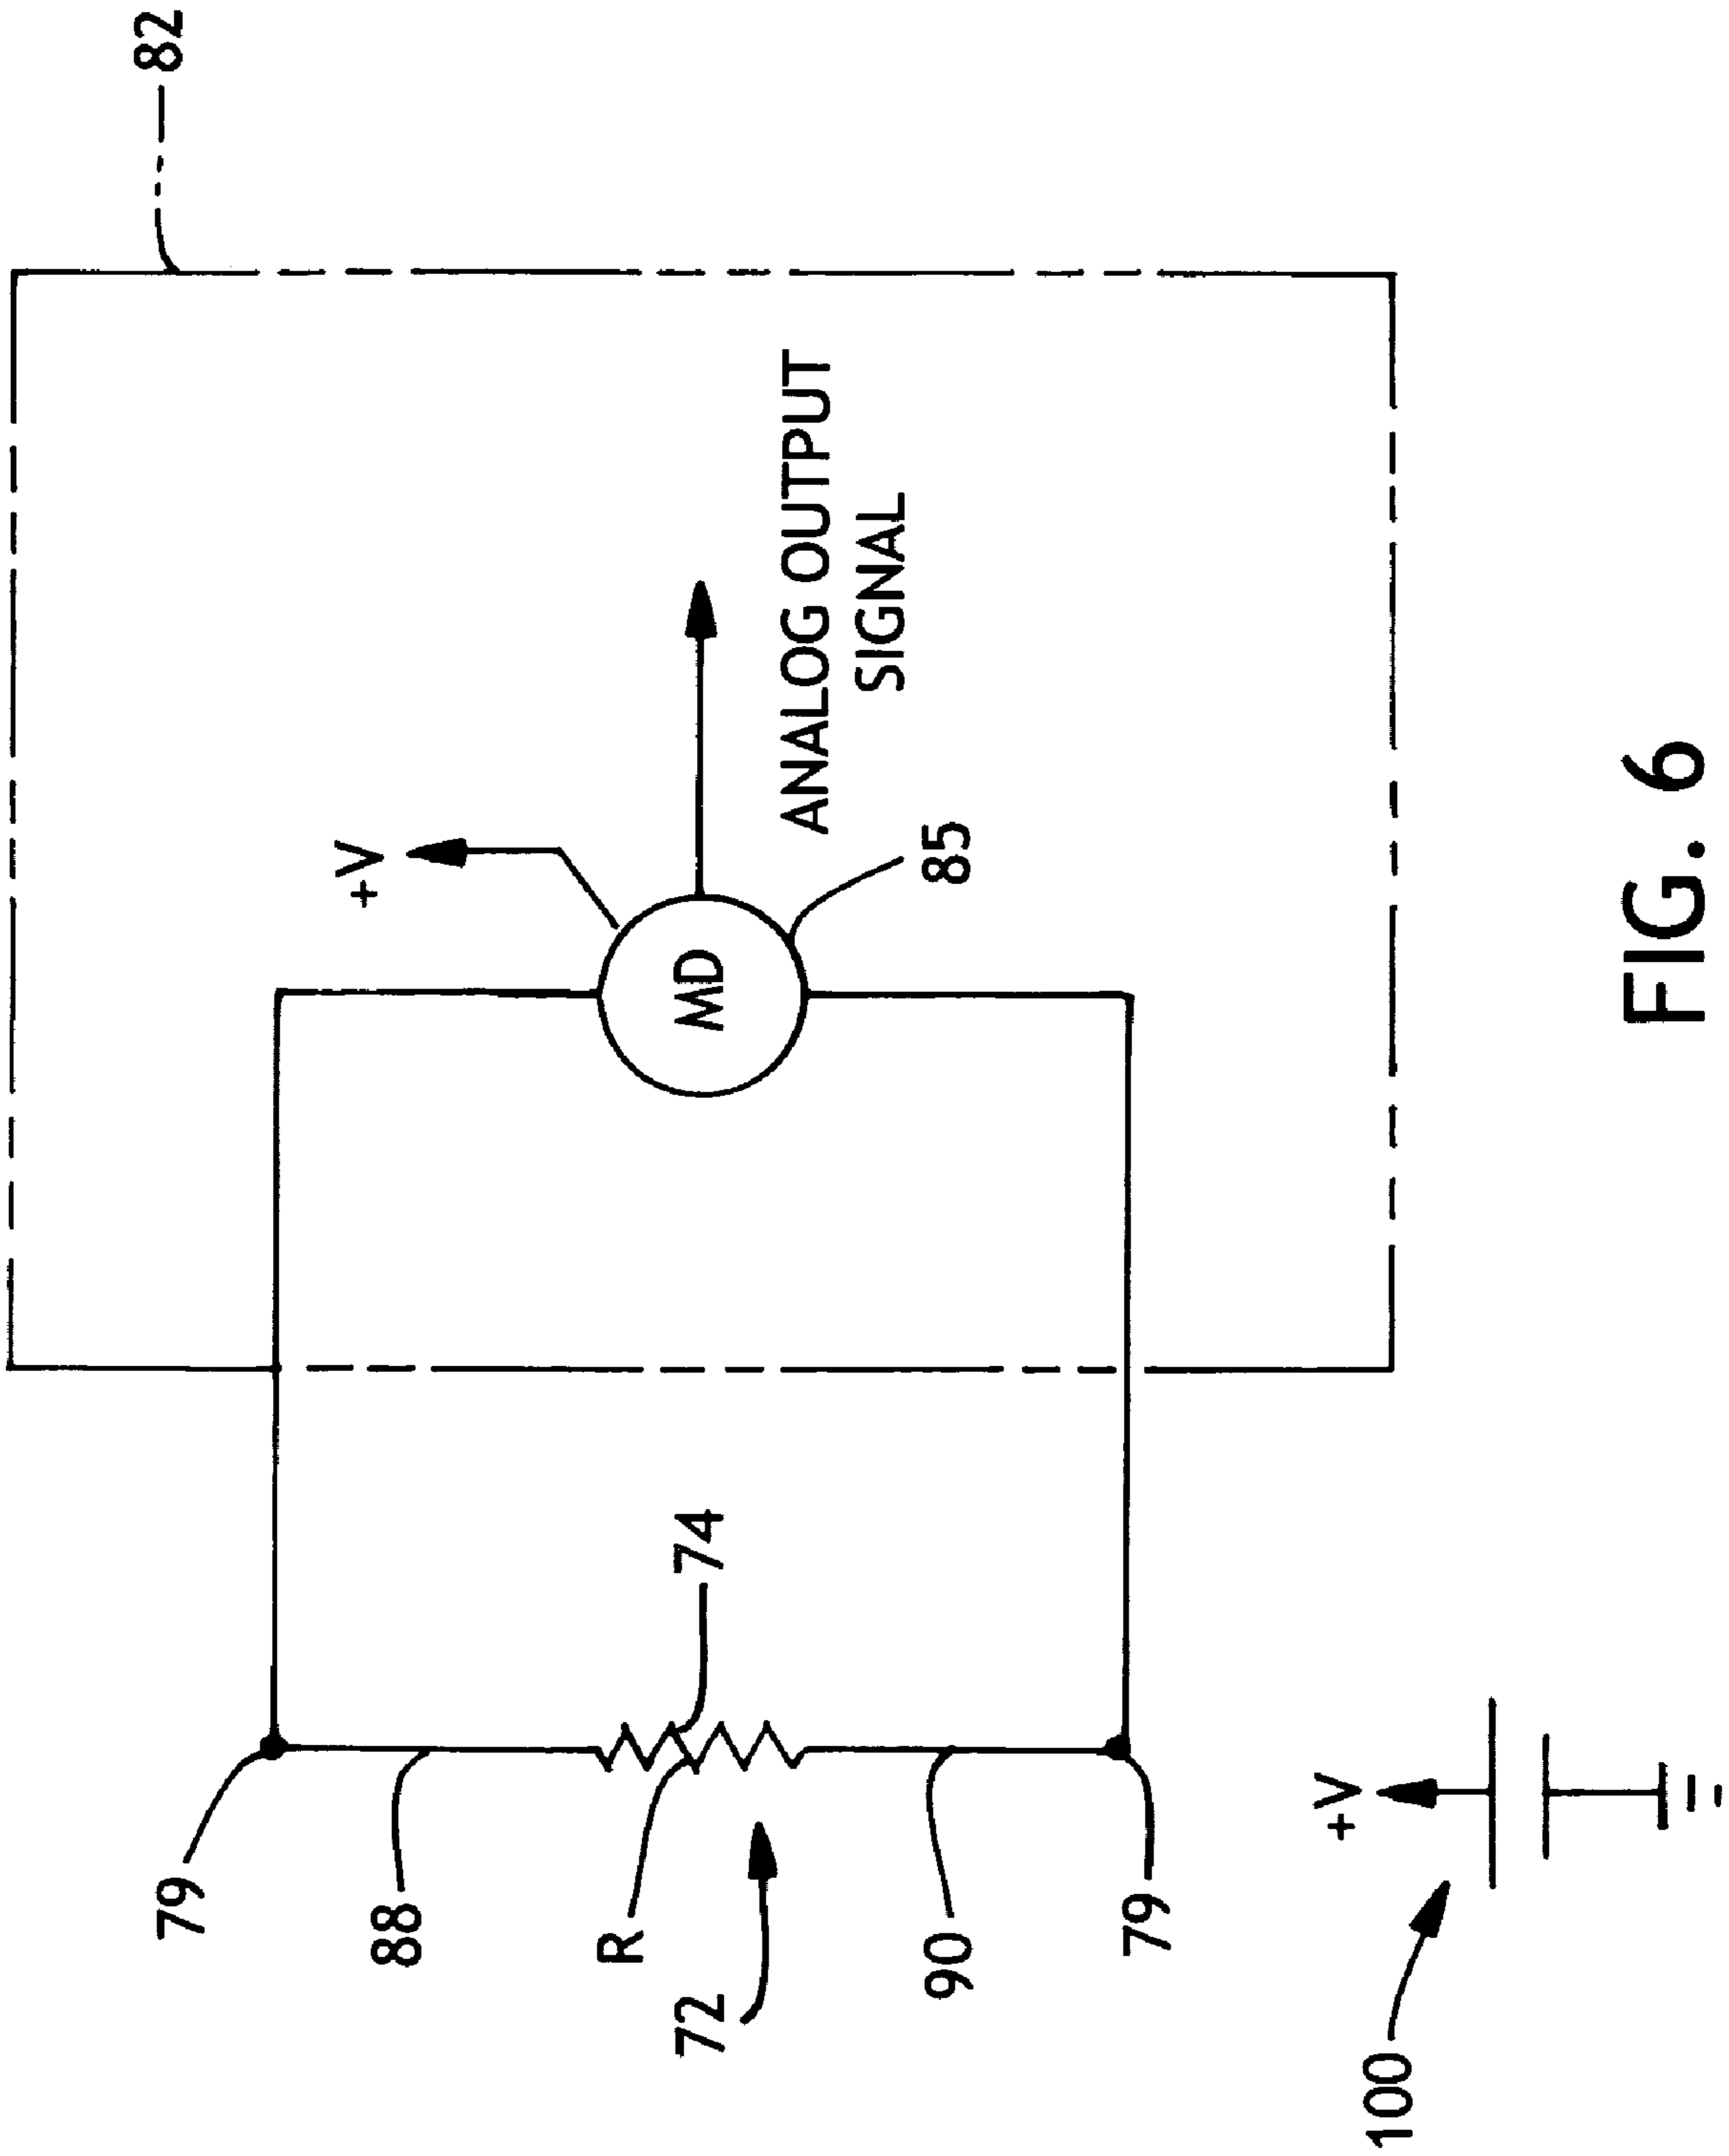 82
+V
MD
ANALOG OUTPUT
SIGNAL
85
79
88
R
74
72
90
79
+V
100
FIG. 6